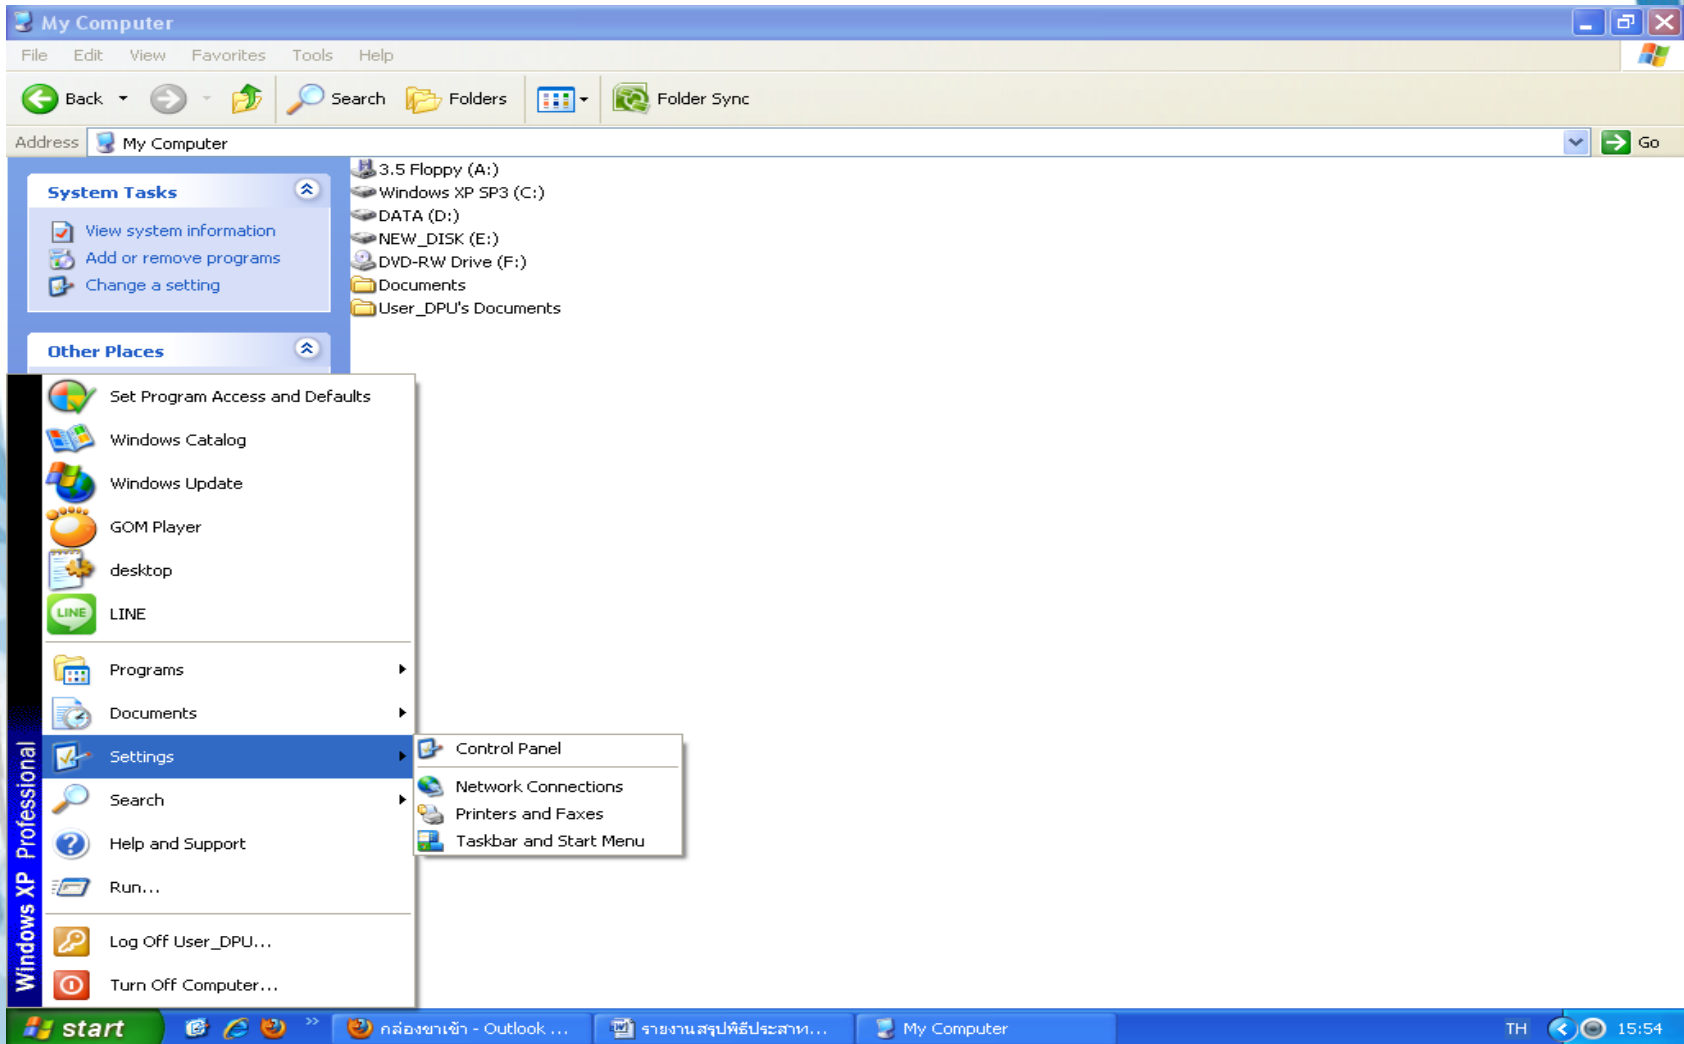 My Computer
File Edit View Favorites Tools Help
Back Search Folders Folder Sync
Address My Computer Go
System Tasks
View system information
Add or remove programs
Change a setting
Other Places
3.5 Floppy (A:)
Windows XP SP3 (C:)
DATA (D:)
NEW_DISK (E:)
DVD-RW Drive (F:)
Documents
User_DPU's Documents
Windows XP Professional
Set Program Access and Defaults
Windows Catalog
Windows Update
GOM Player
desktop
LINE
LINE
Programs
Documents
Settings
Search
Help and Support
Run...
Log Off User_DPU...
Turn Off Computer...
Control Panel
Network Connections
Printers and Faxes
Taskbar and Start Menu
start กล่องขาเข้า - Outlook ... รายงานสรุปพิธีประสาท... My Computer TH 15:54